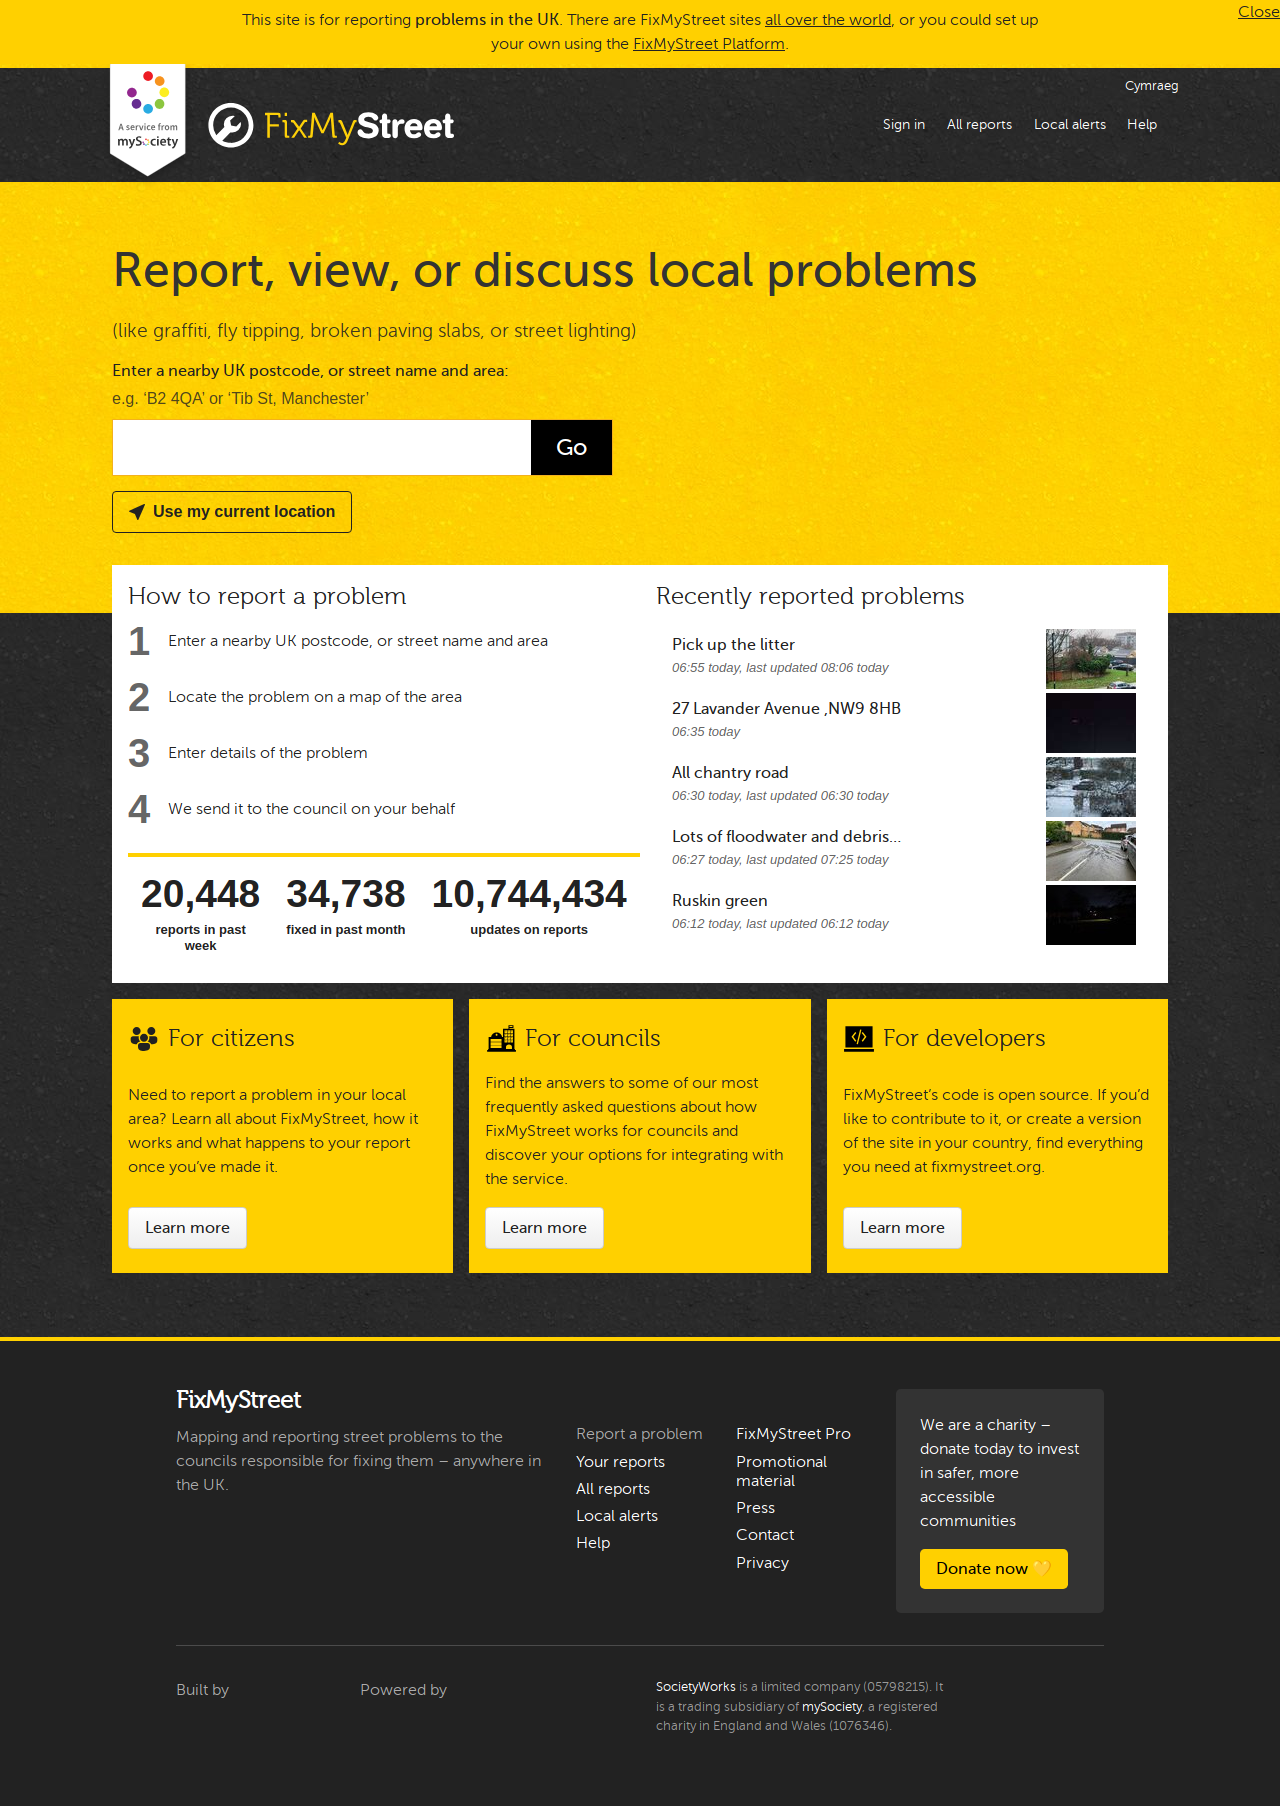 This site is for reporting problems in the UK. There are FixMyStreet sites all over the world, or you could set up
your own using the FixMyStreet Platform.
Close
Cymraeg
A service from
mySociety
FixMyStreet
Sign in All reports Local alerts Help
Report, view, or discuss local problems
(like graffiti, fly tipping, broken paving slabs, or street lighting)
Enter a nearby UK postcode, or street name and area:
e.g. ‘B2 4QA’ or ‘Tib St, Manchester’
Go
Use my current location
How to report a problem
1 Enter a nearby UK postcode, or street name and area
2 Locate the problem on a map of the area
3 Enter details of the problem
4 We send it to the council on your behalf
20,448
reports in past
week
34,738
fixed in past month
10,744,434
updates on reports
Recently reported problems
Pick up the litter
06:55 today, last updated 08:06 today
27 Lavander Avenue ,NW9 8HB
06:35 today
All chantry road
06:30 today, last updated 06:30 today
Lots of floodwater and debris…
06:27 today, last updated 07:25 today
Ruskin green
06:12 today, last updated 06:12 today
For citizens
Need to report a problem in your local
area? Learn all about FixMyStreet, how it
works and what happens to your report
once you’ve made it.
Learn more
For councils
Find the answers to some of our most
frequently asked questions about how
FixMyStreet works for councils and
discover your options for integrating with
the service.
Learn more
For developers
FixMyStreet’s code is open source. If you’d
like to contribute to it, or create a version
of the site in your country, find everything
you need at fixmystreet.org.
Learn more
FixMyStreet
Mapping and reporting street problems to the
councils responsible for fixing them – anywhere in
the UK.
Report a problem
Your reports
All reports
Local alerts
Help
FixMyStreet Pro
Promotional
material
Press
Contact
Privacy
We are a charity –
donate today to invest
in safer, more
accessible
communities
Donate now 💛
Built by
Powered by
SocietyWorks is a limited company (05798215). It
is a trading subsidiary of mySociety, a registered
charity in England and Wales (1076346).